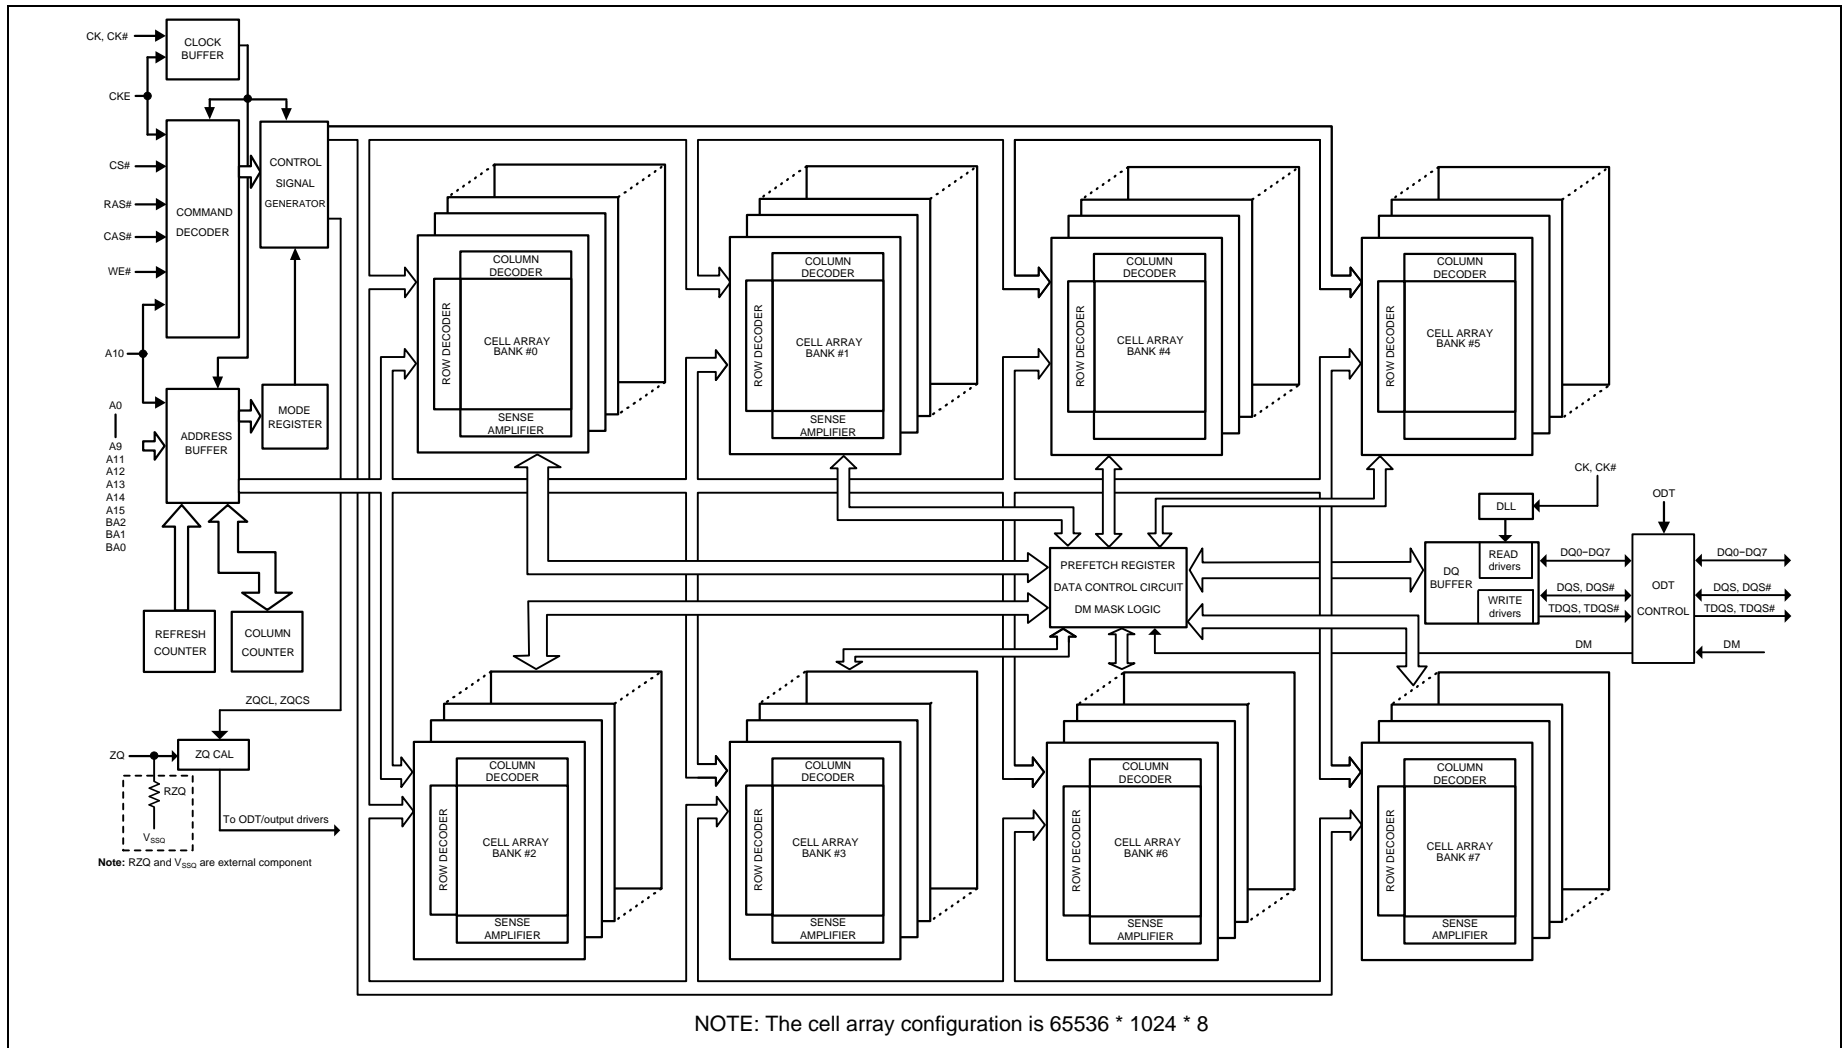 CK, CK#
CLOCK
BUFFER
CKE
CS#
RAS#
CAS#
WE#
COMMAND
DECODER
CONTROL
SIGNAL
GENERATOR
A10
A0
A9
A11
A12
A13
A14
A15
BA2
BA1
BA0
ADDRESS
BUFFER
MODE
REGISTER
REFRESH
COUNTER
COLUMN
COUNTER
ZQCL, ZQCS
ZQ
ZQ CAL
RZQ
VSSQ
To ODT/output drivers
Note: RZQ and VSSQ are external component
COLUMN
DECODER
ROW DECODER
CELL ARRAY
BANK #0
SENSE
AMPLIFIER
COLUMN
DECODER
ROW DECODER
CELL ARRAY
BANK #1
SENSE
AMPLIFIER
COLUMN
DECODER
ROW DECODER
CELL ARRAY
BANK #4
COLUMN
DECODER
ROW DECODER
CELL ARRAY
BANK #5
PREFETCH REGISTER
DATA CONTROL CIRCUIT
DM MASK LOGIC
CK, CK#
DLL
ODT
DQ
BUFFER
READ
drivers
WRITE
drivers
DQ0−DQ7
DQS, DQS#
TDQS, TDQS#
DM
ODT
CONTROL
DQ0−DQ7
DQS, DQS#
TDQS, TDQS#
DM
COLUMN
DECODER
ROW DECODER
CELL ARRAY
BANK #2
SENSE
AMPLIFIER
COLUMN
DECODER
ROW DECODER
CELL ARRAY
BANK #3
SENSE
AMPLIFIER
COLUMN
DECODER
ROW DECODER
CELL ARRAY
BANK #6
SENSE
AMPLIFIER
COLUMN
DECODER
ROW DECODER
CELL ARRAY
BANK #7
SENSE
AMPLIFIER
NOTE: The cell array configuration is 65536 * 1024 * 8